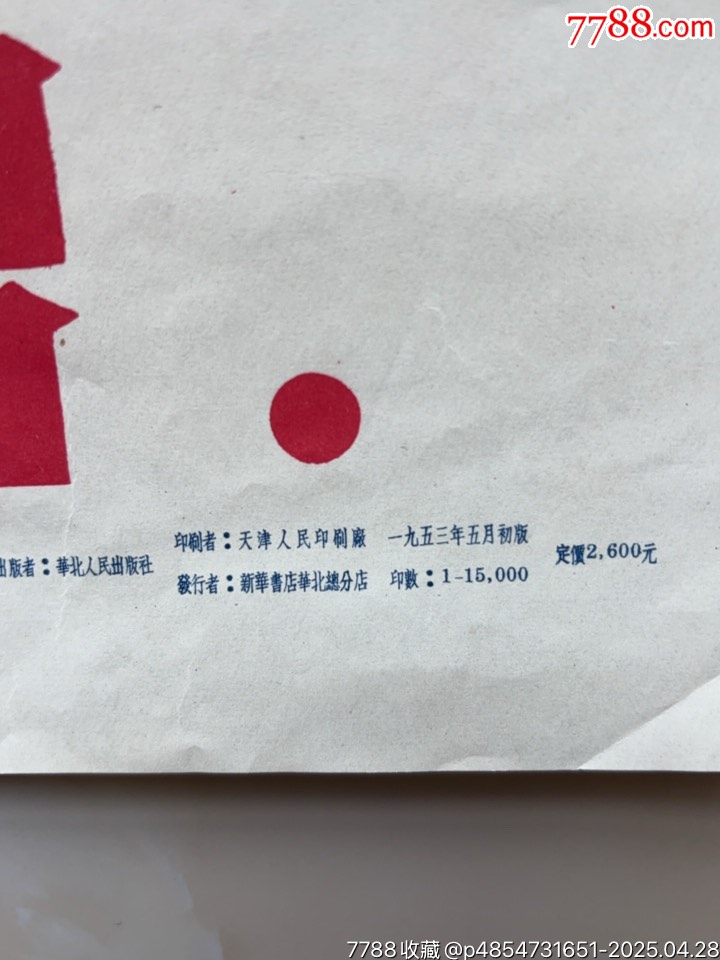 7788.com
出版者：華北人民出版社
印刷者：天津人民印刷廠 一九五三年五月初版
發行者：新華書店華北總分店 印數：1-15,000
定價2,600元
7788收藏 @p4854731651-2025.04.28